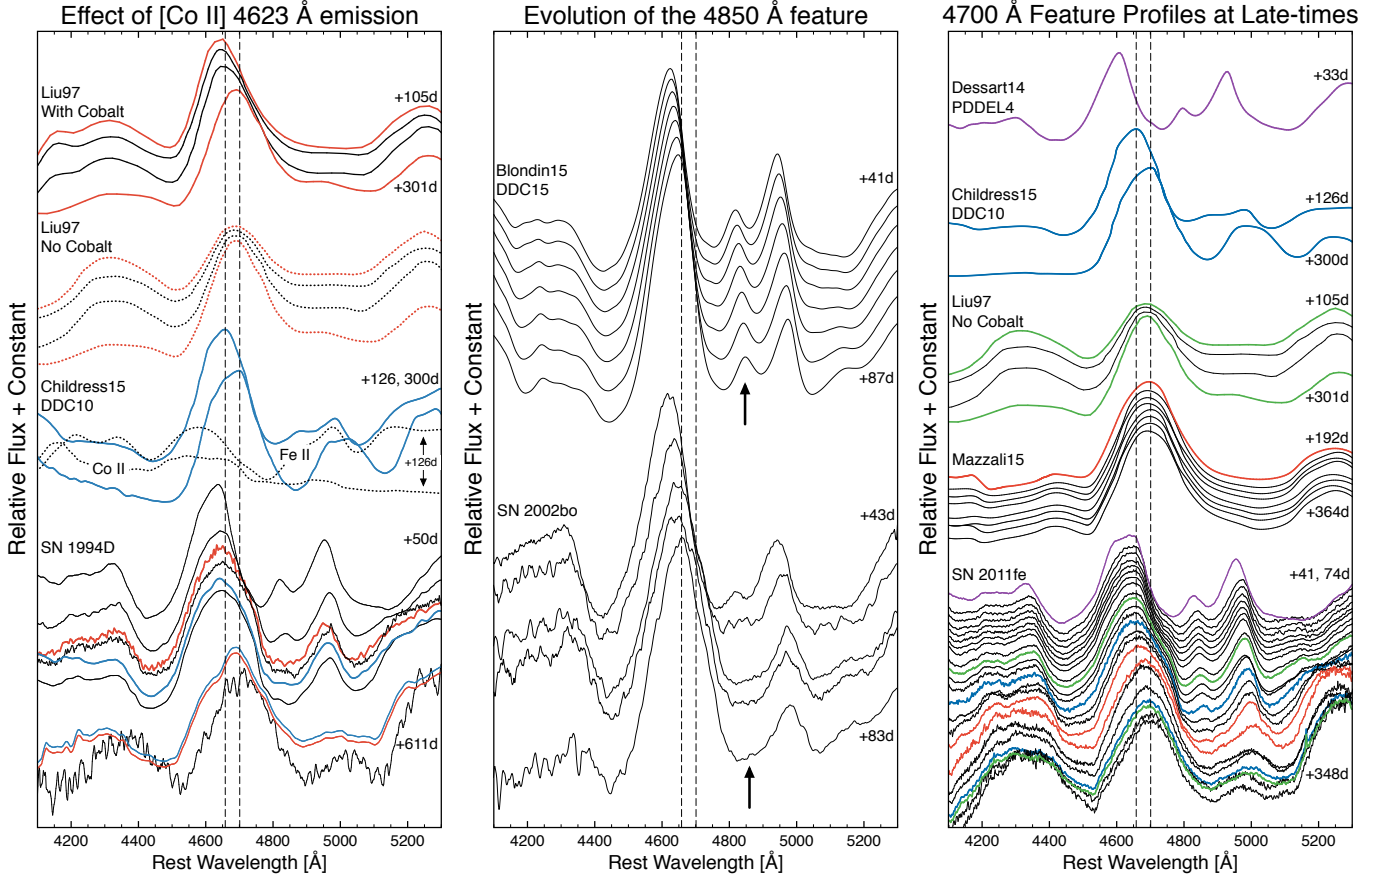 Effect of [Co II] 4623 Å emission
Relative Flux + Constant
Liu97
With Cobalt
+105d
+301d
Liu97
No Cobalt
Childress15
DDC10
+126, 300d
Co II
Fe II
+126d
SN 1994D
+50d
+611d
4200 4400 4600 4800 5000 5200
Rest Wavelength [Å]
Evolution of the 4850 Å feature
Relative Flux + Constant
Blondin15
DDC15
+41d
+87d
SN 2002bo
+43d
+83d
4200 4400 4600 4800 5000
Rest Wavelength [Å]
4700 Å Feature Profiles at Late-times
Relative Flux + Constant
Dessart14
PDDEL4
+33d
Childress15
DDC10
+126d
+300d
Liu97
No Cobalt
+105d
+301d
Mazzali15
+192d
+364d
SN 2011fe
+41, 74d
+348d
4200 4400 4600 4800 5000 5200
Rest Wavelength [Å]